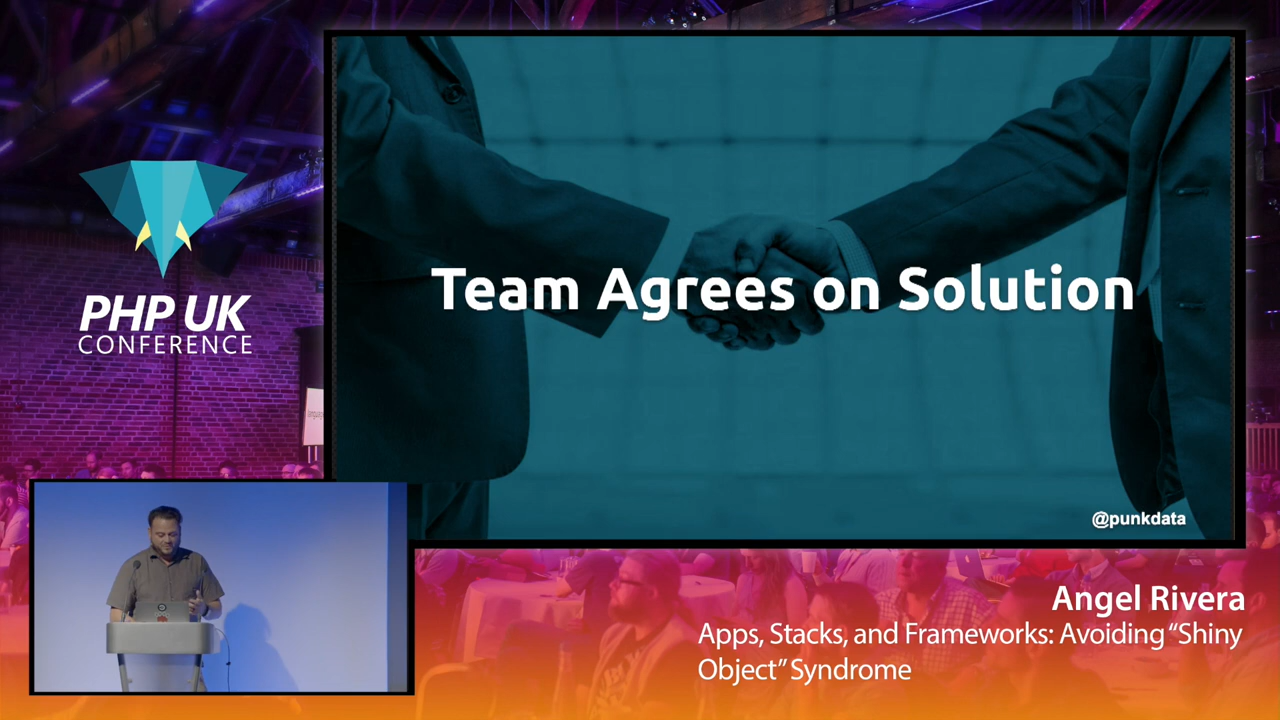 Team Agrees on Solution
@punkdata
PHP UK
CONFERENCE
Angel Rivera
Apps, Stacks, and Frameworks: Avoiding “Shiny
Object” Syndrome